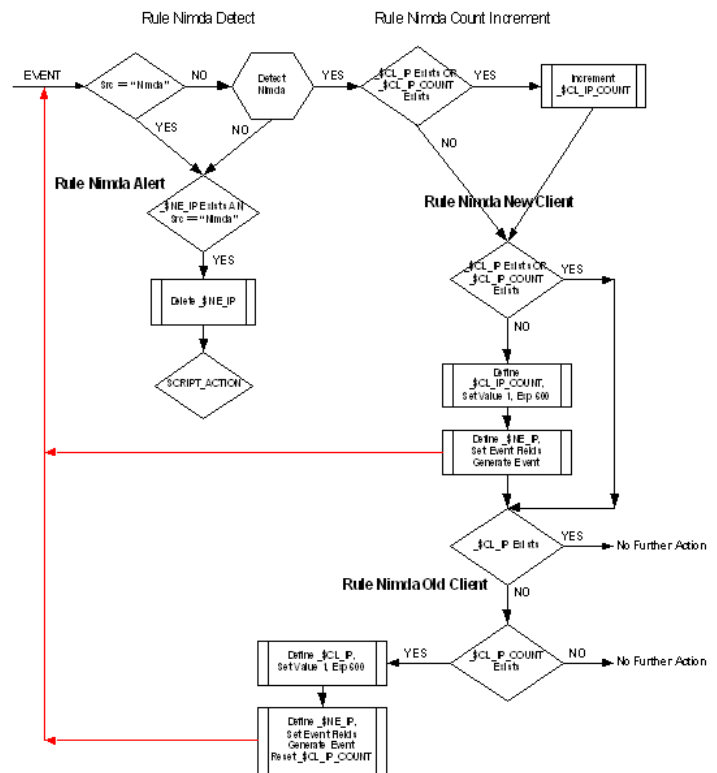 Rule Nimda Detect
Rule Nimda Count Increment
EVENT
Src == "Nimda"
NO
Detect
Nimda
YES
_$CL_IP Exists OR
_$CL_IP_COUNT
Exists
YES
Increment
_$CL_IP_COUNT
YES
NO
NO
Rule Nimda Alert
_$NE_IP Exists AN
Src == "Nimda"
Rule Nimda New Client
_$CL_IP Exists OR
_$CL_IP_COUNT
Exists
YES
YES
Delete _$NE_IP
NO
SCRIPT_ACTION
Define
_$CL_IP_COUNT,
Set Value 1, Exp 600
Define _$NE_IP,
Set Event Fields
Generate Event
_$CL_IP Exists
YES
No Further Action
Rule Nimda Old Client
NO
Define _$CL_IP,
Set Value 1, Exp 600
YES
_$CL_IP_COUNT
Exists
NO
No Further Action
Define _$NE_IP,
Set Event Fields
Generate Event
Reset _$CL_IP_COUNT